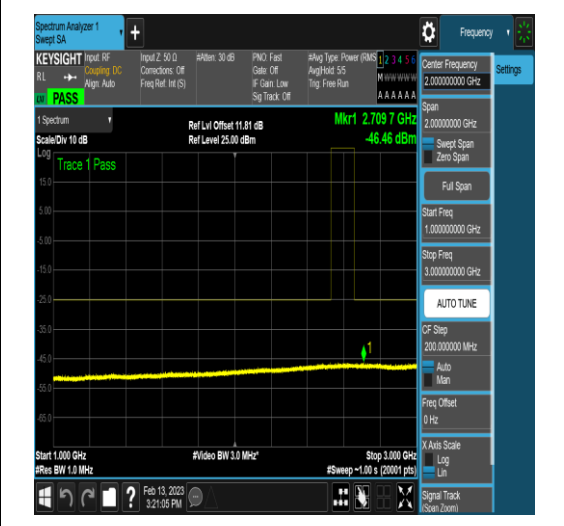 Spectrum Analyzer 1
Swept SA
+
Frequency
KEYSIGHT
RL
PASS
Input: RF
Coupling: DC
Align: Auto
Input Z: 50 Ω
Corrections: Off
Freq Ref: Int (S)
#Atten: 30 dB
PNO: Fast
Gate: Off
IF Gain: Low
Sig Track: Off
#Avg Type: Power (RMS
Avg|Hold: 5/5
Trig: Free Run
1 2 3 4 5 6
M w w w w w
A A A A A A
1 Spectrum
Scale/Div 10 dB
Ref Lvl Offset 11.81 dB
Ref Level 25.00 dBm
Mkr1 2.709 7 GHz
-46.46 dBm
Log
Trace 1 Pass
15.0
5.00
-5.00
-15.0
-25.0
-35.0
-45.0
-55.0
-65.0
1
Start 1.000 GHz
#Res BW 1.0 MHz
#Video BW 3.0 MHz*
Stop 3.000 GHz
#Sweep ~1.00 s (20001 pts)
Feb 13, 2023
3:21:05 PM
Center Frequency
2.000000000 GHz
Span
2.00000000 GHz
Swept Span
Zero Span
Full Span
Start Freq
1.000000000 GHz
Stop Freq
3.000000000 GHz
AUTO TUNE
CF Step
200.000000 MHz
Auto
Man
Freq Offset
0 Hz
X Axis Scale
Log
Lin
Signal Track
(Span Zoom)
Settings